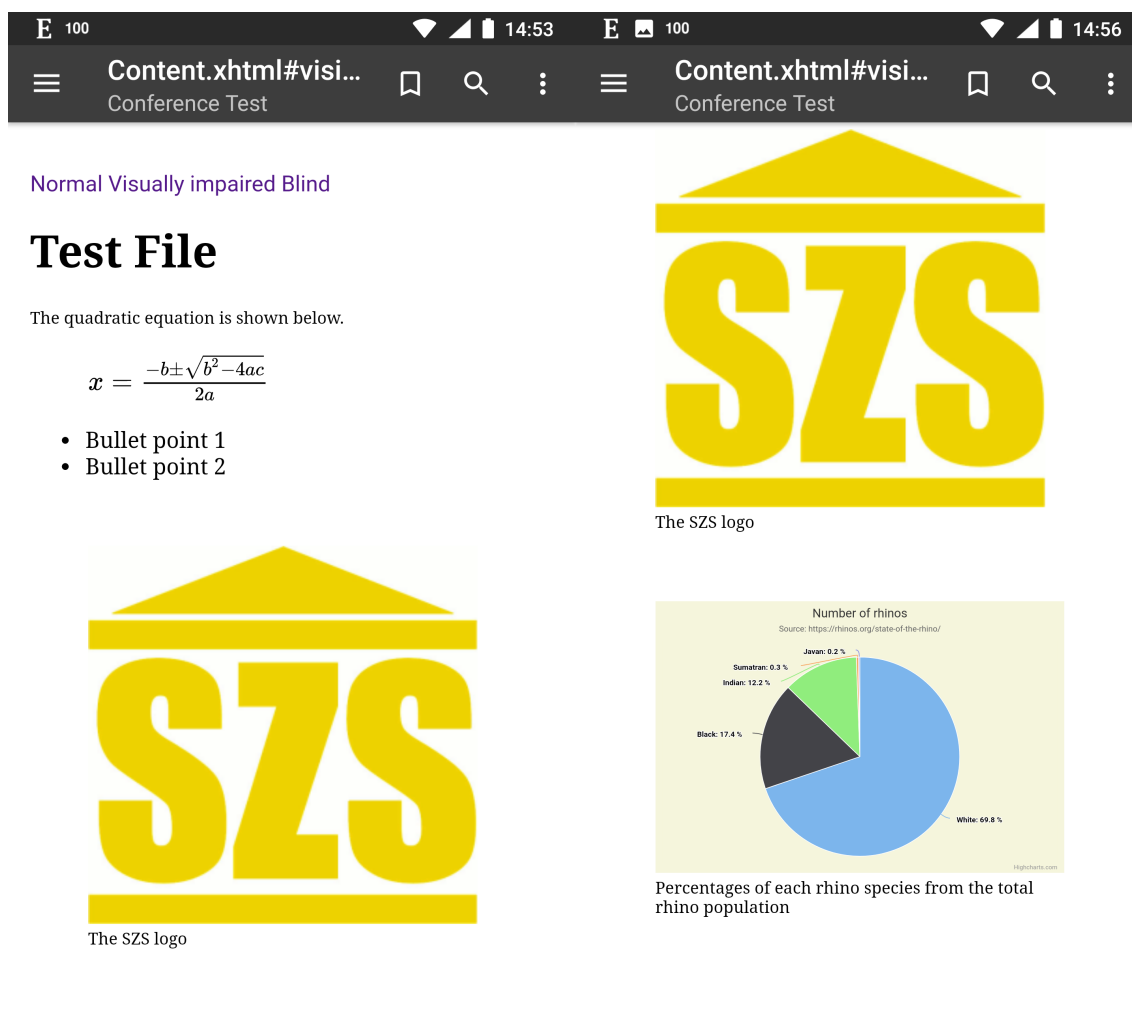 E 100 14:53
Content.xhtml#visi...
Conference Test
Normal Visually impaired Blind
Test File
The quadratic equation is shown below.
x = −b±√b²−4ac / 2a
• Bullet point 1
• Bullet point 2
SZS
The SZS logo
E 100 14:56
Content.xhtml#visi...
Conference Test
SZS
The SZS logo
Number of rhinos
Source: https://rhinos.org/state-of-the-rhino/
Javan: 0.2 %
Sumatran: 0.3 %
Indian: 12.2 %
Black: 17.4 %
White: 69.8 %
Highcharts.com
Percentages of each rhino species from the total
rhino population